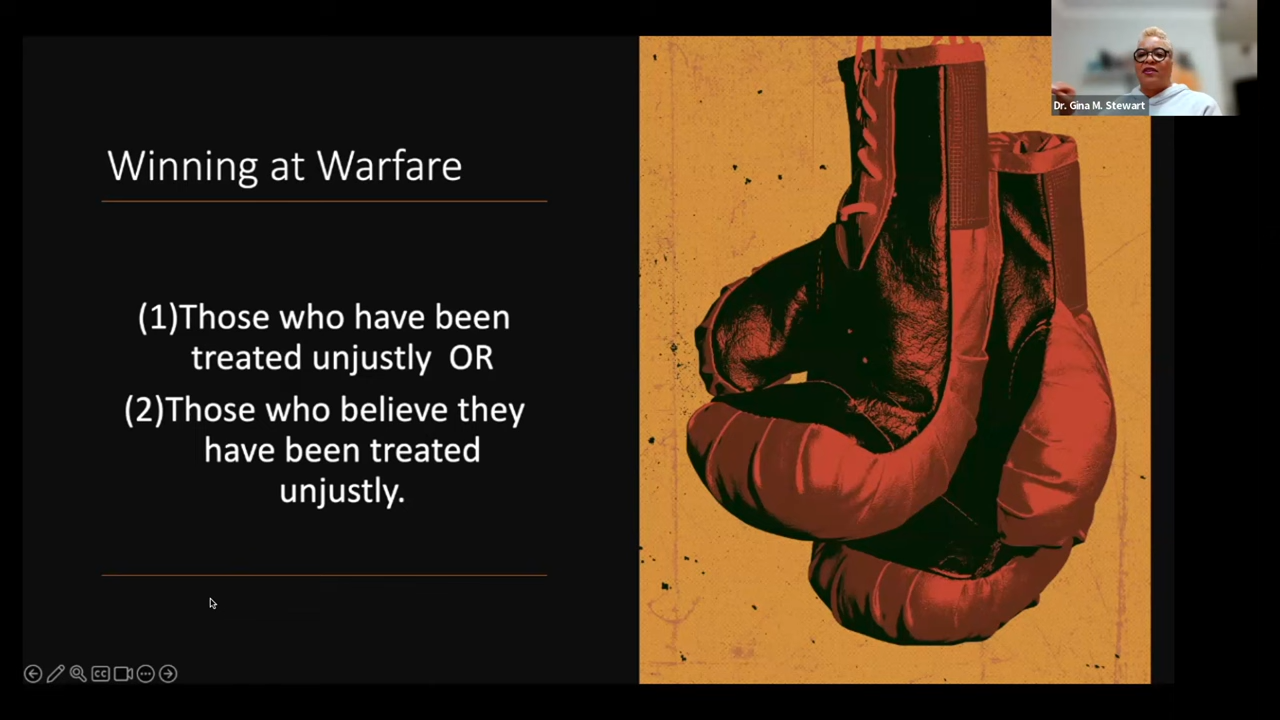 Dr. Gina M. Stewart
Winning at Warfare
(1)Those who have been
treated unjustly OR
(2)Those who believe they
have been treated
unjustly.
CC